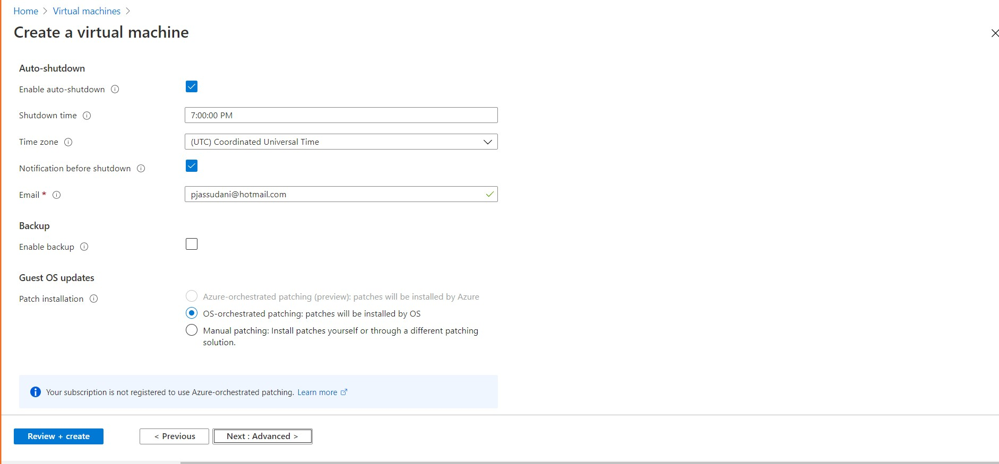 Home > Virtual machines >
Create a virtual machine
Auto-shutdown
Enable auto-shutdown
Shutdown time
7:00:00 PM
Time zone
(UTC) Coordinated Universal Time
Notification before shutdown
Email *
pjassudani@hotmail.com
Backup
Enable backup
Guest OS updates
Patch installation
Azure-orchestrated patching (preview): patches will be installed by Azure
OS-orchestrated patching: patches will be installed by OS
Manual patching: Install patches yourself or through a different patching
solution.
Your subscription is not registered to use Azure-orchestrated patching. Learn more
Review + create
< Previous
Next : Advanced >